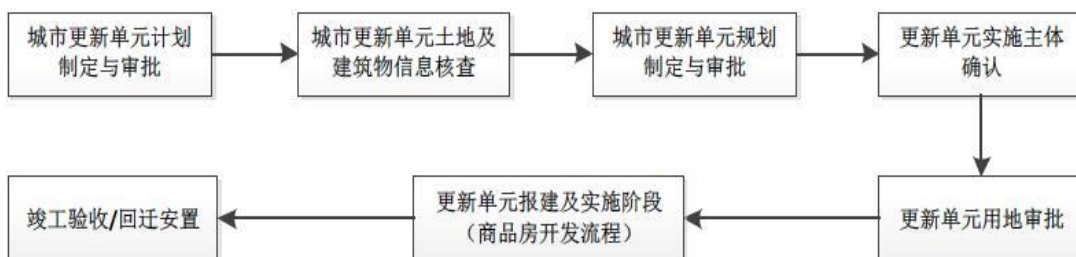 城市更新单元计划
制定与审批
城市更新单元土地及
建筑物信息核查
城市更新单元规划
制定与审批
更新单元实施主体
确认
更新单元用地审批
更新单元报建及实施阶段
（商品房开发流程）
竣工验收/回迁安置